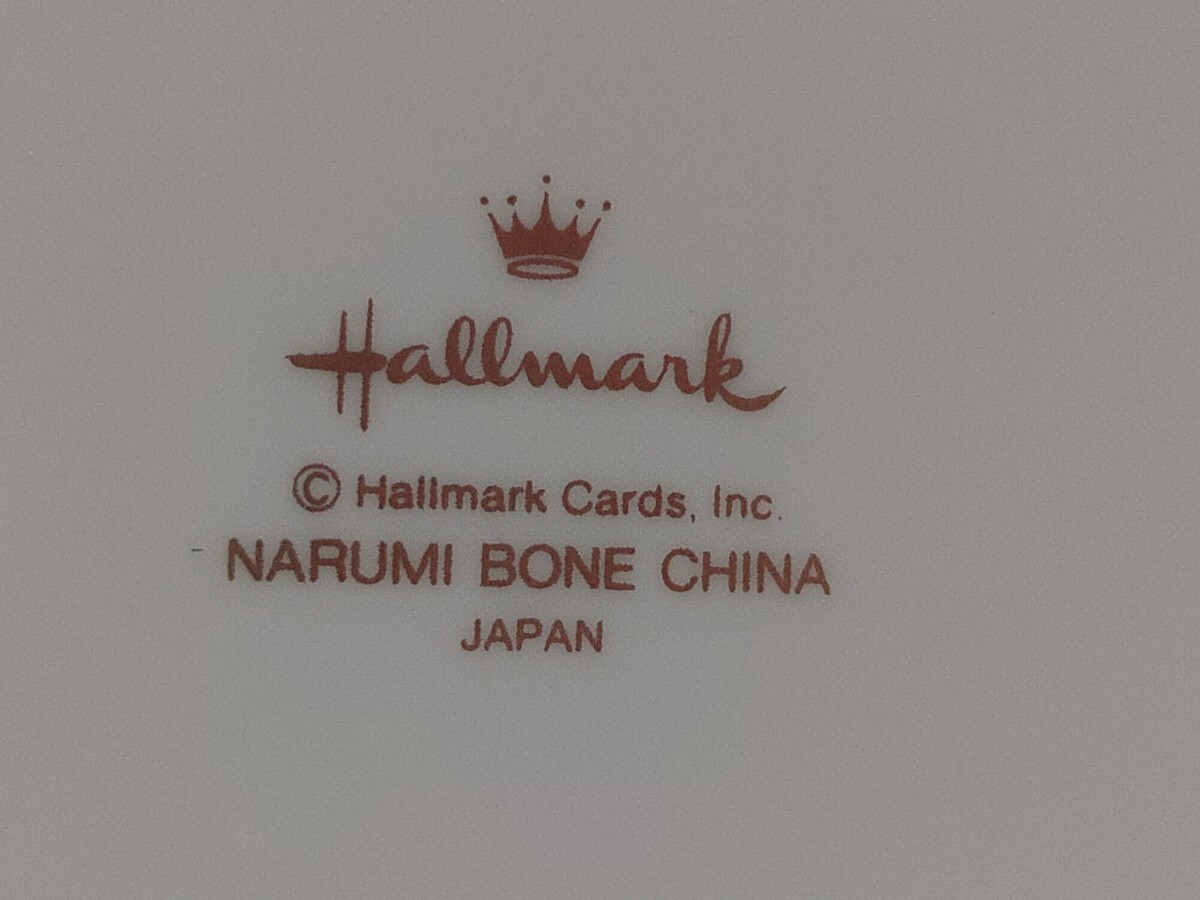 Hallmark
© Hallmark Cards, Inc.
NARUMI BONE CHINA
JAPAN